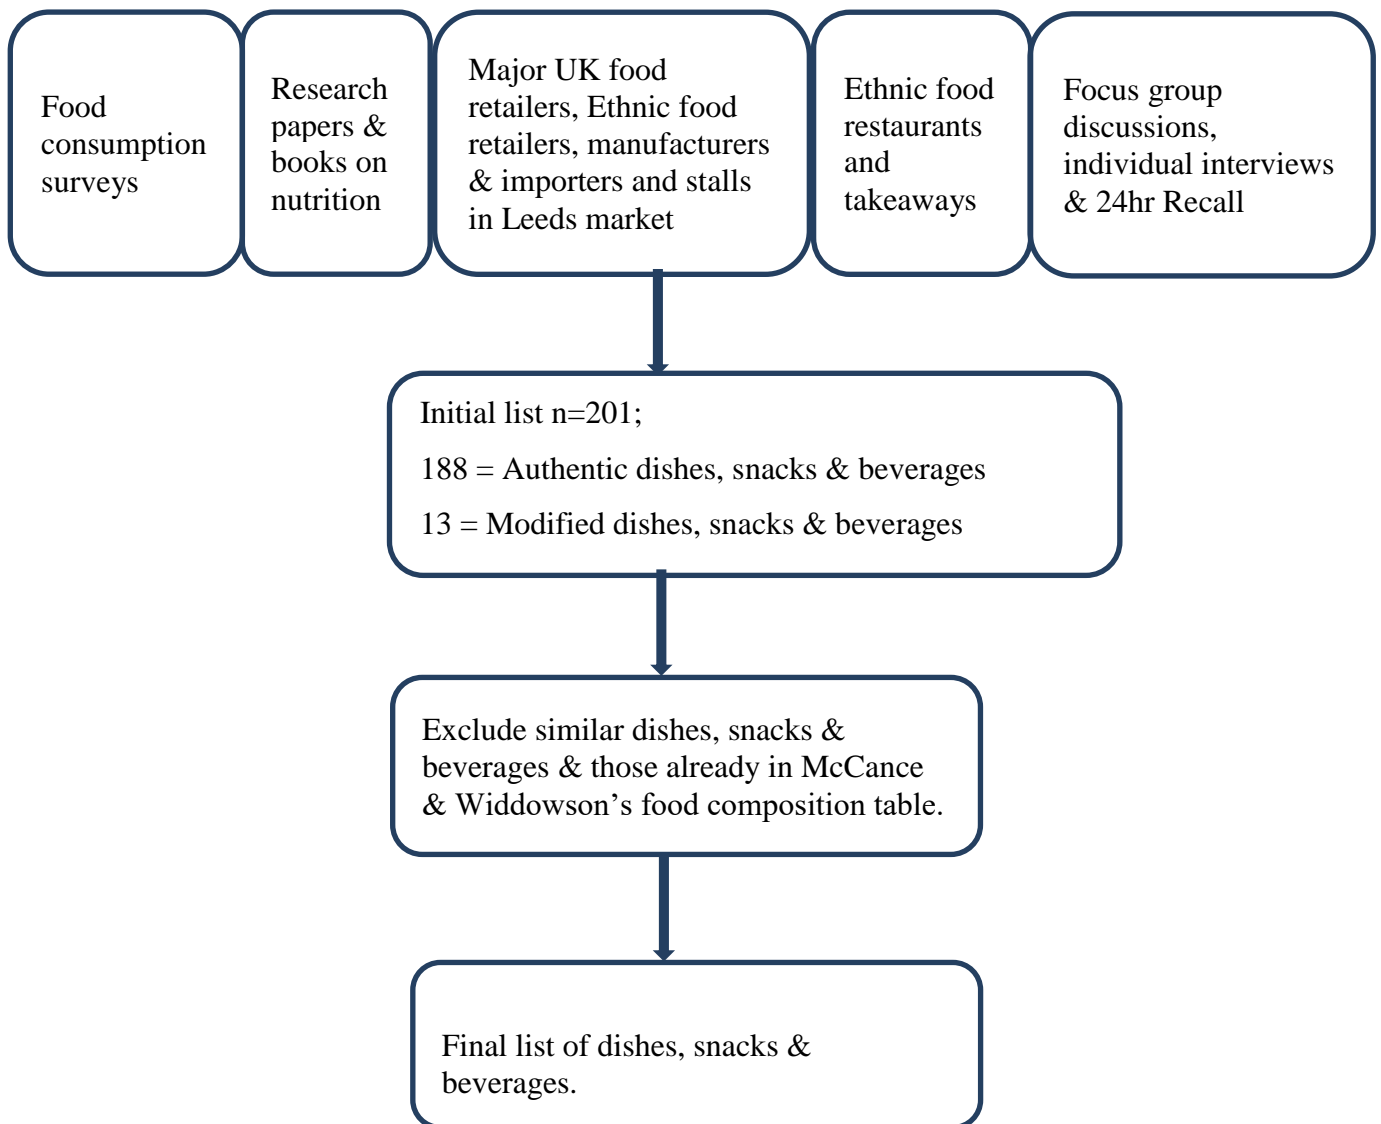 Food
consumption
surveys
Research
papers &
books on
nutrition
Major UK food
retailers, Ethnic food
retailers, manufacturers
& importers and stalls
in Leeds market
Ethnic food
restaurants
and
takeaways
Focus group
discussions,
individual interviews
& 24hr Recall
Initial list n=201;
188 = Authentic dishes, snacks & beverages
13 = Modified dishes, snacks & beverages
Exclude similar dishes, snacks &
beverages & those already in McCance
& Widdowson’s food composition table.
Final list of dishes, snacks &
beverages.